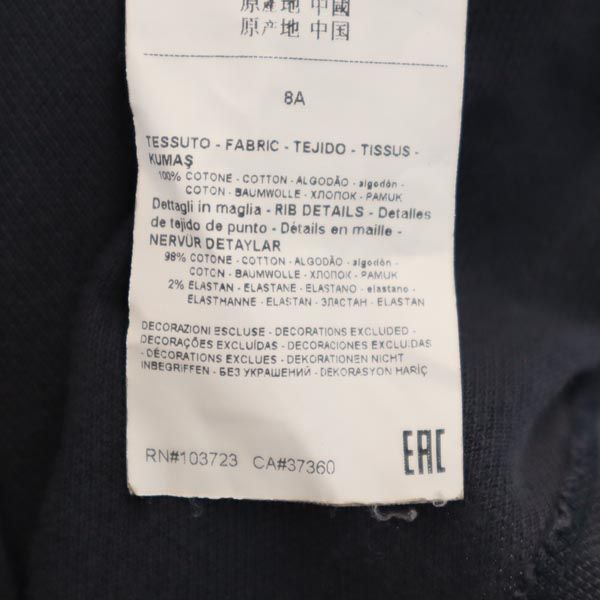 原產地 中國
原产地 中国
8A
TESSUTO - FABRIC - TEJIDO - TISSUS -
KUMAŞ
100% COTONE - COTTON - ALGODÃO - algodón -
COTON - BAUMWOLLE - ХЛОПОК - PAMUK
Dettagli in maglia - RIB DETAILS - Detalles
de tejido de punto - Détails en maille -
NERVÜR DETAYLAR
98% COTONE - COTTON - ALGODÃO - algodón -
COTON - BAUMWOLLE - ХЛОПОК - PAMUK
2% ELASTAN - ELASTANE - ELASTANO - elastano -
ELASTHANNE - ELASTAN - ЭЛАСТАН - ELASTAN
DECORAZIONI ESCLUSE - DECORATIONS EXCLUDED -
DECORAÇÕES EXCLUÍDAS - DECORACIONES EXCLUIDAS
- DÉCORATIONS EXCLUES - DEKORATIONEN NICHT
INBEGRIFFEN - БЕЗ УКРАШЕНИЙ - DEKORASYON HARİÇ
RN#103723 CA#37360
EAC